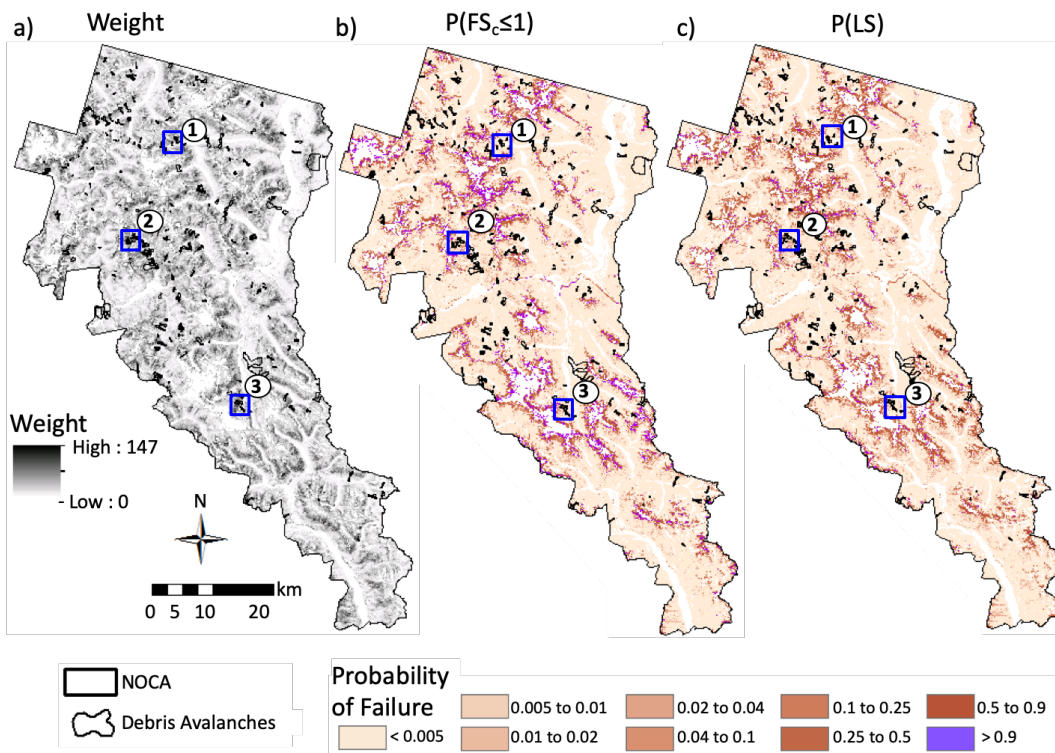 a) Weight b) P(FSc≤1) c) P(LS)
1 1 1
2 2 2
3 3 3
Weight
High : 147
Low : 0
N
km
0 5 10 20
NOCA
Debris Avalanches
Probability
of Failure
< 0.005
0.005 to 0.01
0.01 to 0.02
0.02 to 0.04
0.04 to 0.1
0.1 to 0.25
0.25 to 0.5
0.5 to 0.9
> 0.9